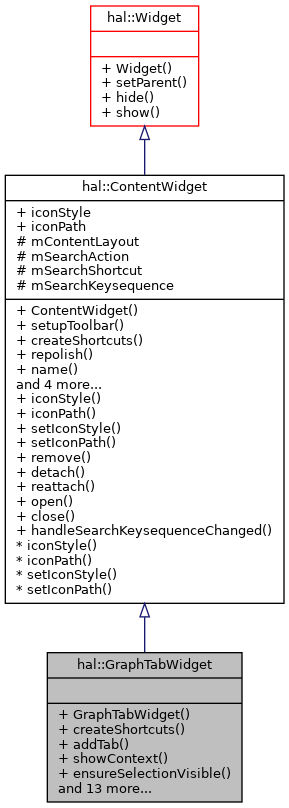 hal::Widget
+ Widget()
+ setParent()
+ hide()
+ show()
hal::ContentWidget
+ iconStyle
+ iconPath
# mContentLayout
# mSearchAction
# mSearchShortcut
# mSearchKeysequence
+ ContentWidget()
+ setupToolbar()
+ createShortcuts()
+ repolish()
+ name()
and 4 more...
+ iconStyle()
+ iconPath()
+ setIconStyle()
+ setIconPath()
+ remove()
+ detach()
+ reattach()
+ open()
+ close()
+ handleSearchKeysequenceChanged()
* iconStyle()
* iconPath()
* setIconStyle()
* setIconPath()
hal::GraphTabWidget
+ GraphTabWidget()
+ createShortcuts()
+ addTab()
+ showContext()
+ ensureSelectionVisible()
and 13 more...